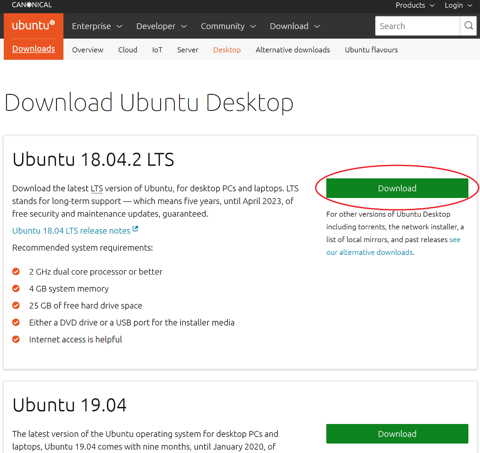 CANONICAL
Products
Login
ubuntu®
Enterprise
Developer
Community
Download
Search
Downloads
Overview
Cloud
IoT
Server
Desktop
Alternative downloads
Ubuntu flavours
Download Ubuntu Desktop
Ubuntu 18.04.2 LTS
Download the latest LTS version of Ubuntu, for desktop PCs and laptops. LTS
stands for long-term support — which means five years, until April 2023, of
free security and maintenance updates, guaranteed.
Ubuntu 18.04 LTS release notes
Recommended system requirements:
2 GHz dual core processor or better
4 GB system memory
25 GB of free hard drive space
Either a DVD drive or a USB port for the installer media
Internet access is helpful
Download
For other versions of Ubuntu Desktop
including torrents, the network installer, a
list of local mirrors, and past releases see
our alternative downloads.
Ubuntu 19.04
The latest version of the Ubuntu operating system for desktop PCs and
laptops, Ubuntu 19.04 comes with nine months, until January 2020, of
Download